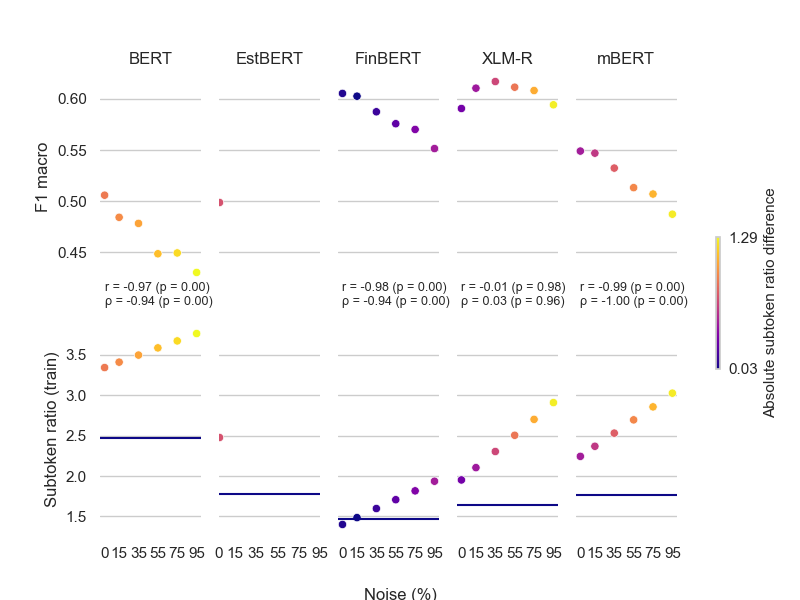 BERT EstBERT FinBERT XLM-R mBERT
F1 macro
0.60
0.55
0.50
0.45
r = -0.97 (p = 0.00)
ρ = -0.94 (p = 0.00)
r = -0.98 (p = 0.00)
ρ = -0.94 (p = 0.00)
r = -0.01 (p = 0.98)
ρ = 0.03 (p = 0.96)
r = -0.99 (p = 0.00)
ρ = -1.00 (p = 0.00)
Subtoken ratio (train)
3.5
3.0
2.5
2.0
1.5
0 15 35 55 75 95
0 15 35 55 75 95
0 15 35 55 75 95
0 15 35 55 75 95
0 15 35 55 75 95
Noise (%)
1.29
0.03
Absolute subtoken ratio difference